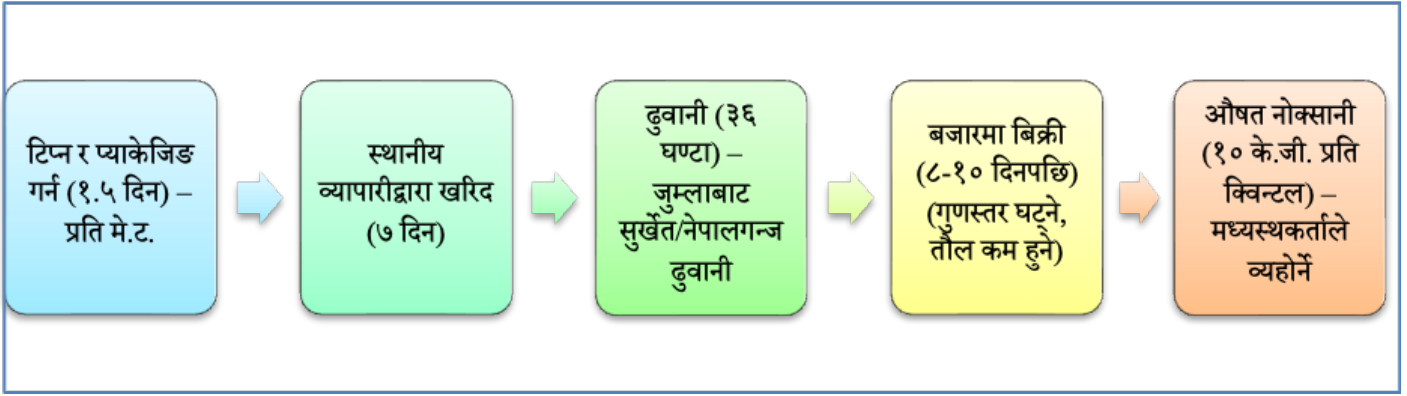 टिप्न र प्याकेजिङ
गर्न (१.५ दिन) –
प्रति मे.ट.
स्थानीय
व्यापारीद्वारा खरिद
(७ दिन)
ढुवानी (३६
घण्टा) –
जुम्लाबाट
सुर्खेत/नेपालगन्ज
ढुवानी
बजारमा बिक्री
(८-१० दिनपछि)
(गुणस्तर घट्ने,
तौल कम हुने)
औषत नोक्सानी
(१० के.जी. प्रति
क्विन्टल) –
मध्यस्थकर्ताले
व्यहोर्ने